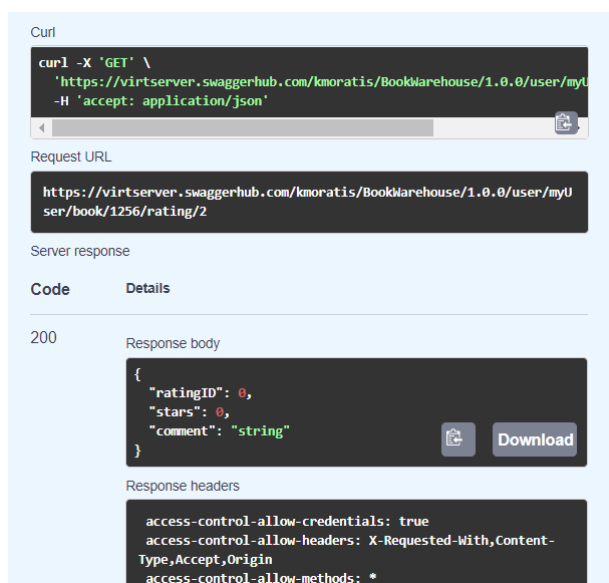 Curl
curl -X 'GET' \
'https://virtserver.swaggerhub.com/kmoratis/BookWarehouse/1.0.0/user/myU
-H 'accept: application/json'
Request URL
https://virtserver.swaggerhub.com/kmoratis/BookWarehouse/1.0.0/user/myU
ser/book/1256/rating/2
Server response
Code Details
200
Response body
{
"ratingID": 0,
"stars": 0,
"comment": "string"
}
Download
Response headers
access-control-allow-credentials: true
access-control-allow-headers: X-Requested-With,Content-
Type,Accept,Origin
access-control-allow-methods: *